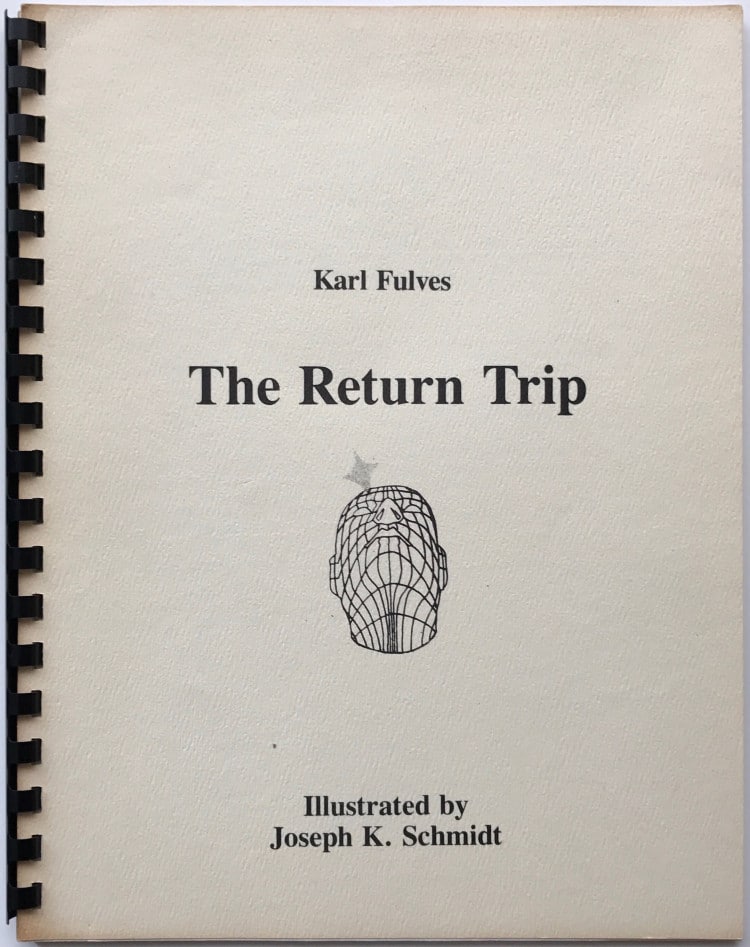 Karl Fulves
The Return Trip
Illustrated by
Joseph K. Schmidt